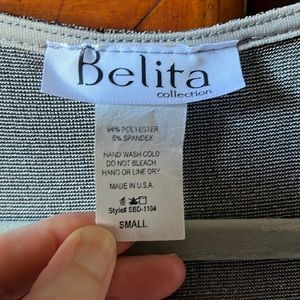 Belita
collection
94% POLYESTER
6% SPANDEX
HAND WASH COLD
DO NOT BLEACH
HANG OR LINE DRY
MADE IN U.S.A.
Style# SBD-1104
SMALL